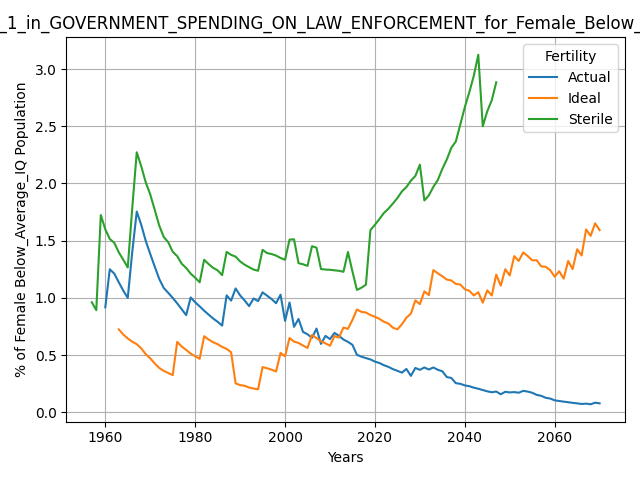 _1_in_GOVERNMENT_SPENDING_ON_LAW_ENFORCEMENT_for_Female_Below_
Fertility
Actual
Ideal
Sterile
% of Female Below_Average_IQ Population
3.0
2.5
2.0
1.5
1.0
0.5
0.0
1960 1980 2000 2020 2040 2060
Years